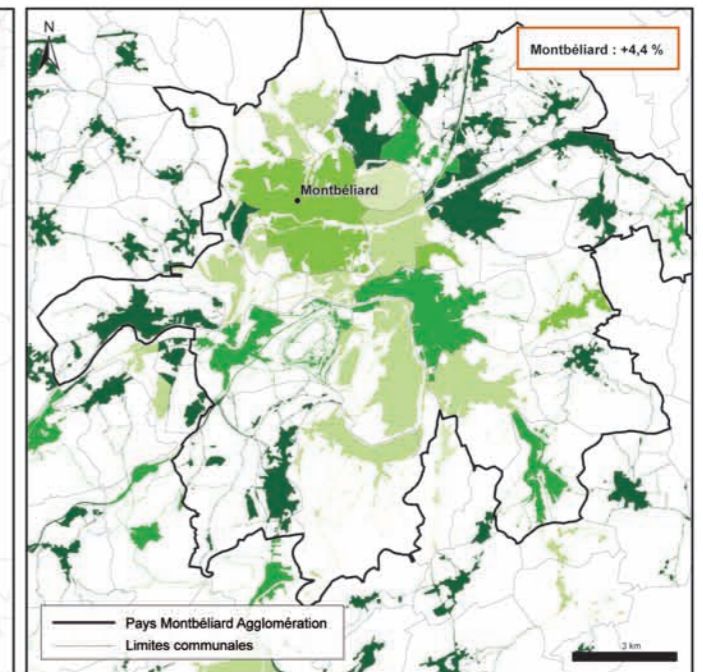 N
Montbéliard : +4,4 %
Montbéliard
Pays Montbéliard Agglomération
Limites communales
3 km